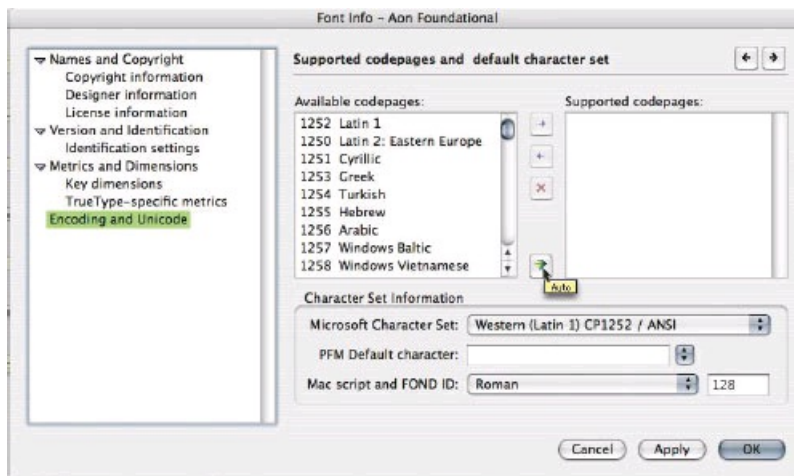 Font Info - Aon Foundational
Names and Copyright
Copyright information
Designer information
License information
Version and Identification
Identification settings
Metrics and Dimensions
Key dimensions
TrueType-specific metrics
Encoding and Unicode
Supported codepages and default character set
Available codepages:
1252 Latin 1
1250 Latin 2: Eastern Europe
1251 Cyrillic
1253 Greek
1254 Turkish
1255 Hebrew
1256 Arabic
1257 Windows Baltic
1258 Windows Vietnamese
Supported codepages:
Auto
Character Set Information
Microsoft Character Set: Western (Latin 1) CP1252 / ANSI
PFM Default character:
Mac script and FOND ID: Roman 128
Cancel Apply OK